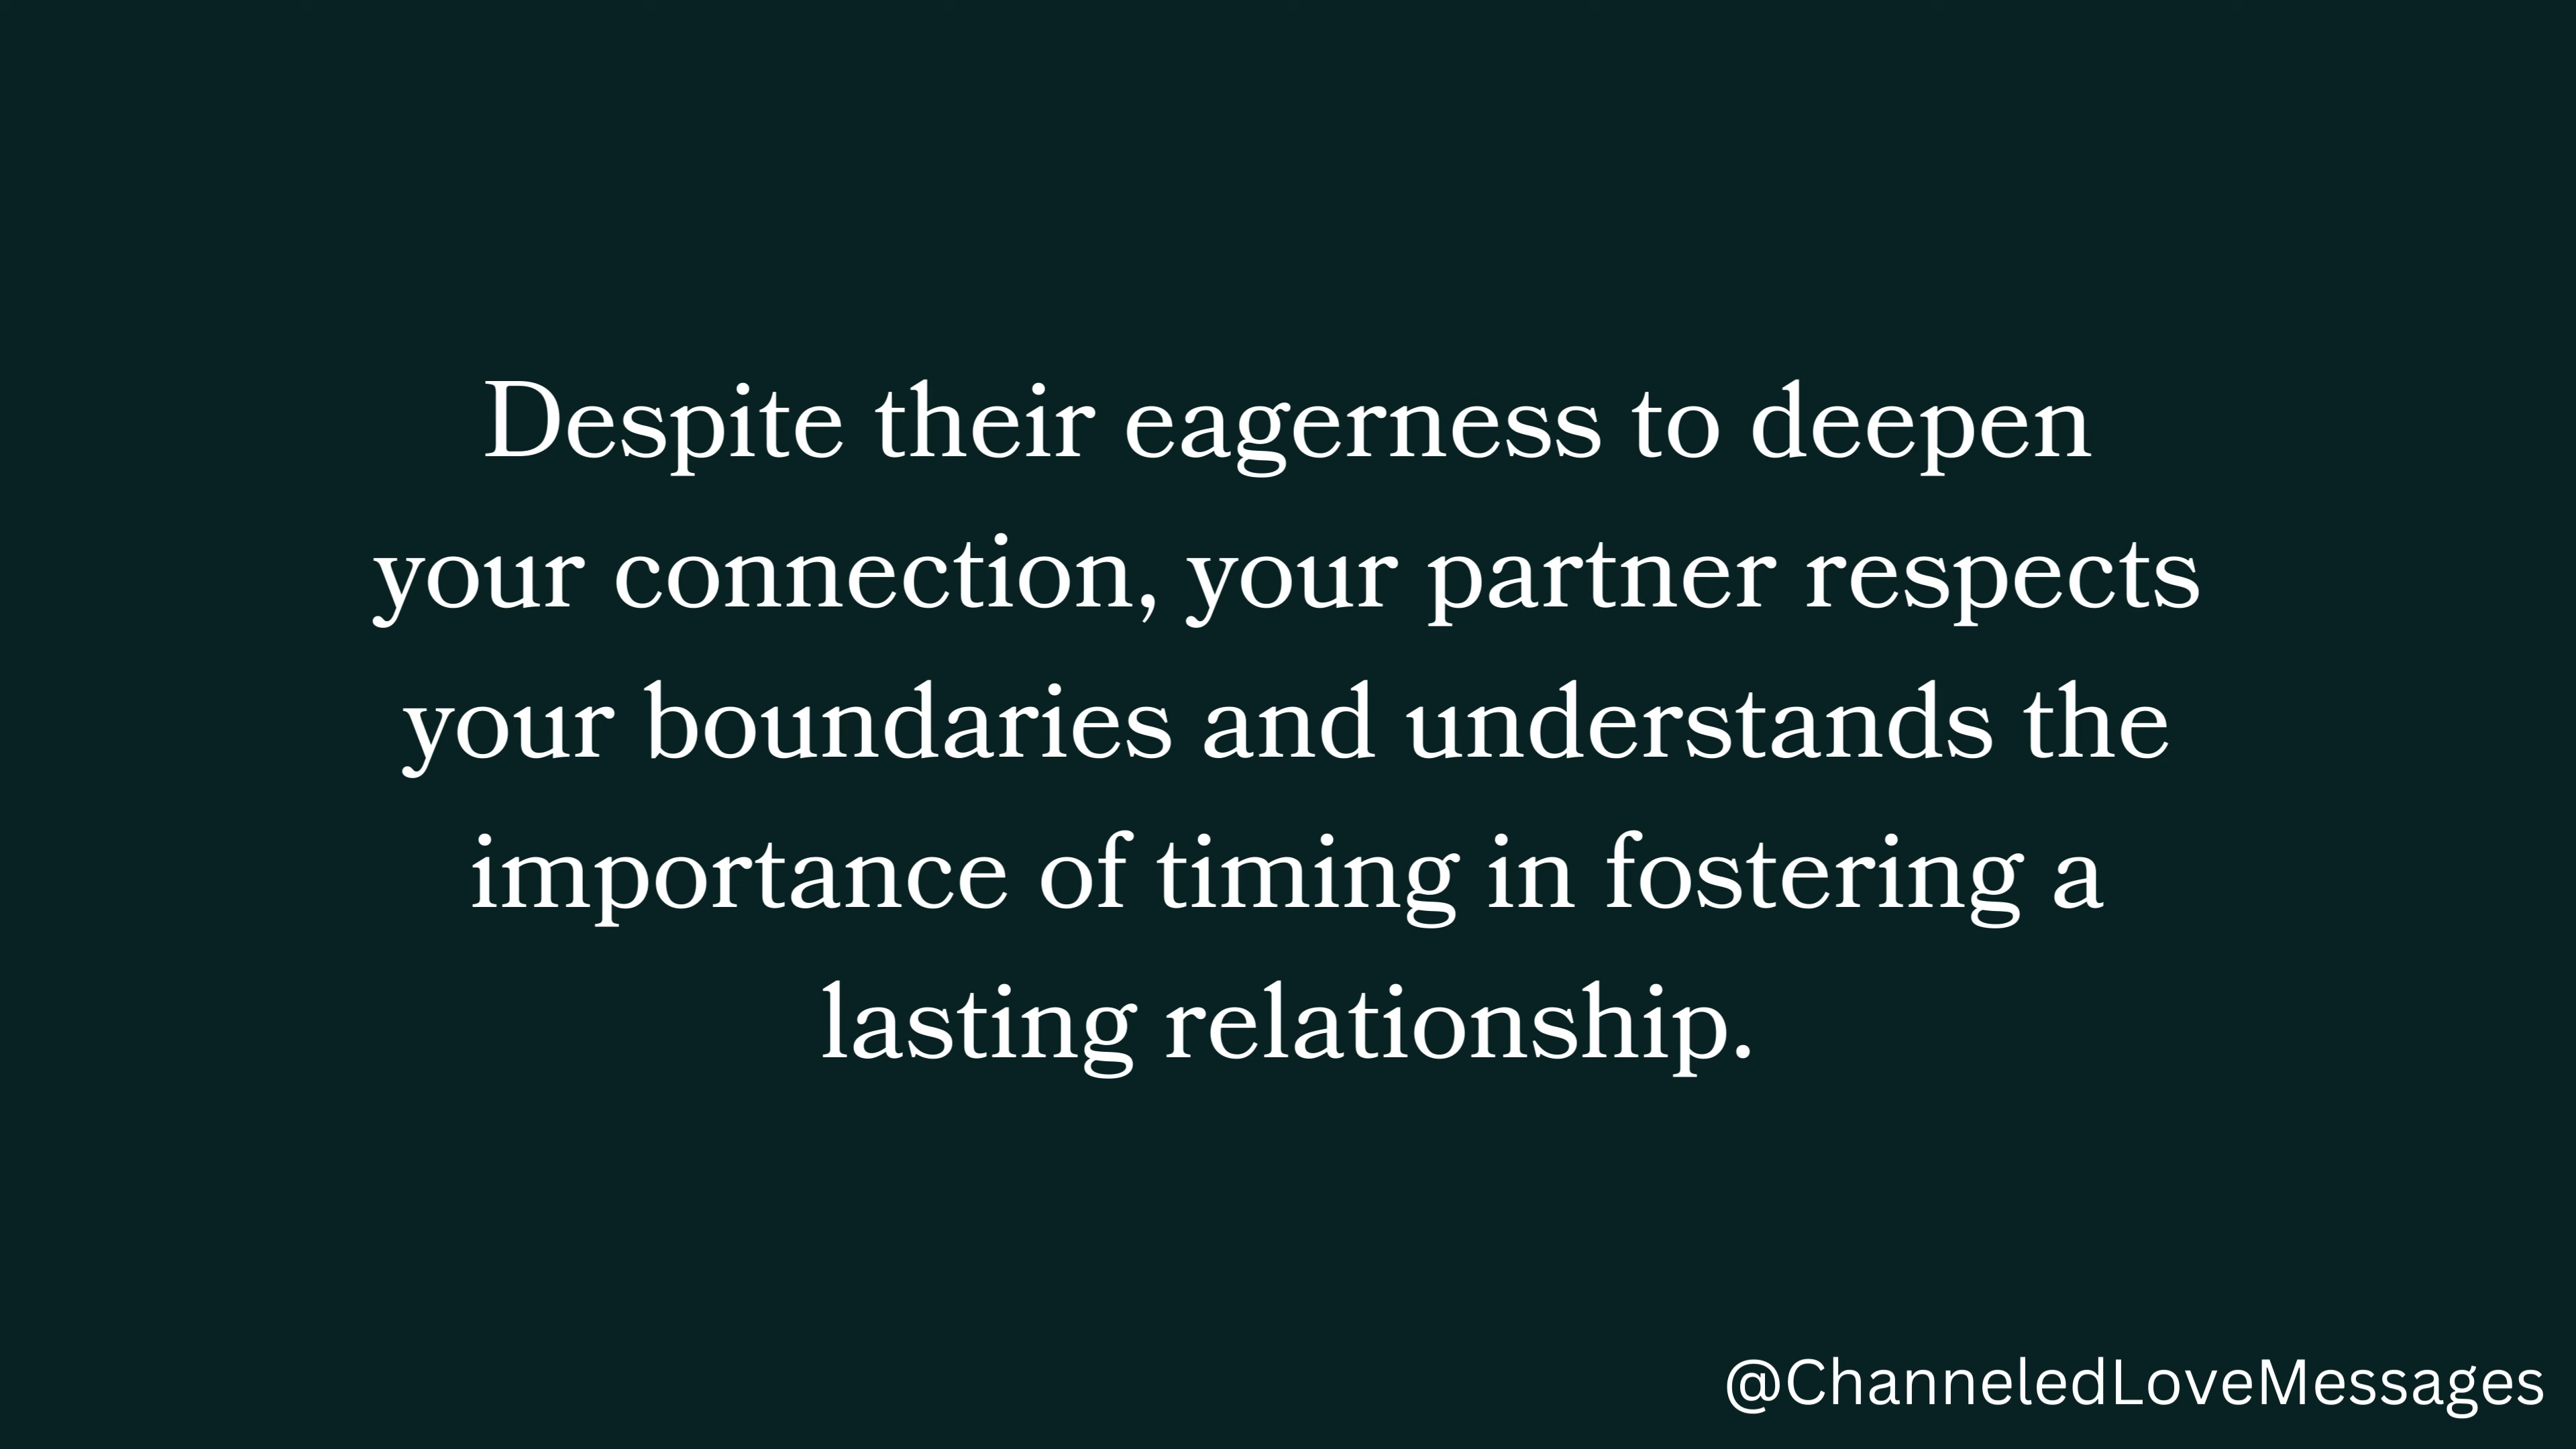 Despite their eagerness to deepen
your connection, your partner respects
your boundaries and understands the
importance of timing in fostering a
lasting relationship.
@ChanneledLoveMessages